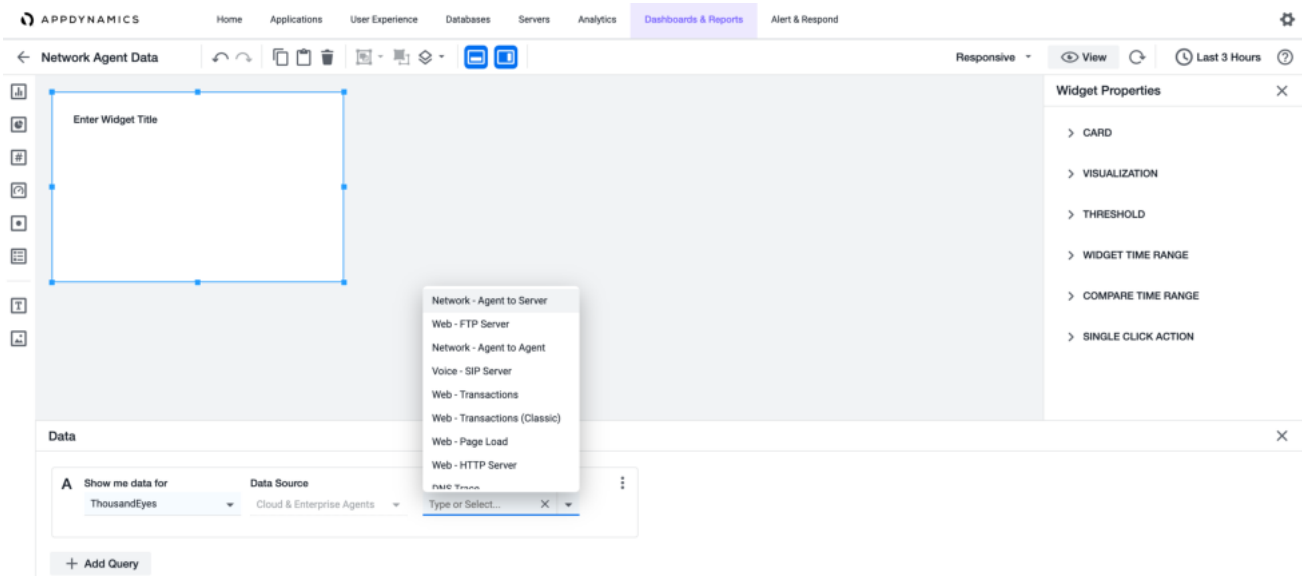 APPDYNAMICS Home Applications User Experience Databases Servers Analytics Dashboards & Reports Alert & Respond
Network Agent Data Responsive View Last 3 Hours
Widget Properties
Enter Widget Title
CARD
VISUALIZATION
THRESHOLD
WIDGET TIME RANGE
COMPARE TIME RANGE
SINGLE CLICK ACTION
Network - Agent to Server
Web - FTP Server
Network - Agent to Agent
Voice - SIP Server
Web - Transactions
Web - Transactions (Classic)
Web - Page Load
Web - HTTP Server
DNS Trace
Data
A Show me data for Data Source
ThousandEyes Cloud & Enterprise Agents Type or Select...
+ Add Query